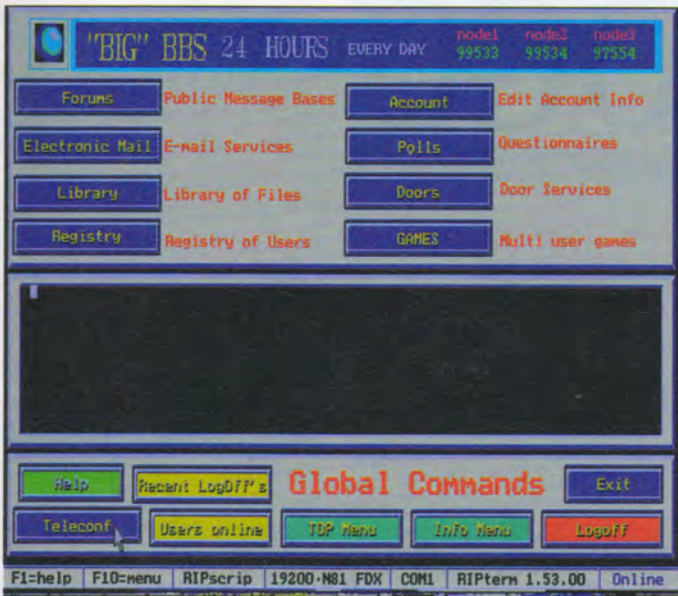 "BIG" BBS 24 HOURS EVERY DAY
node1 node2 node3
99533 99534 97554
Forums Public Message Bases Account Edit Account Info
Electronic Mail E-mail Services Polls Questionnaires
Library Library of Files Doors Door Services
Registry Registry of Users GAMES Multi user games
Help Recent LogOff's Global Commands Exit
Teleconf Users online TOP Menu Info Menu Logoff
F1=help F10=menu RIPscrip 19200·N81 FDX COM1 RIPterm 1.53.00 Online